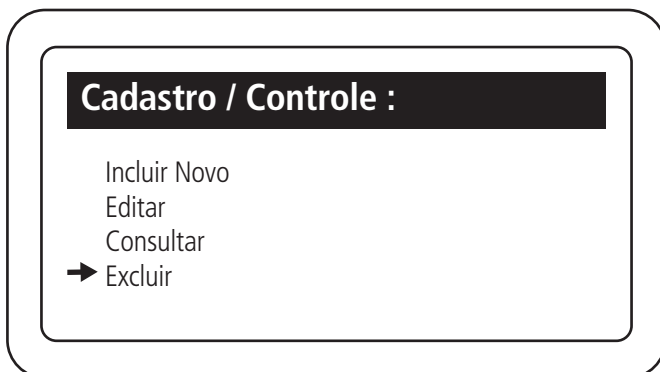 Cadastro / Controle :
Incluir Novo
Editar
Consultar
Excluir